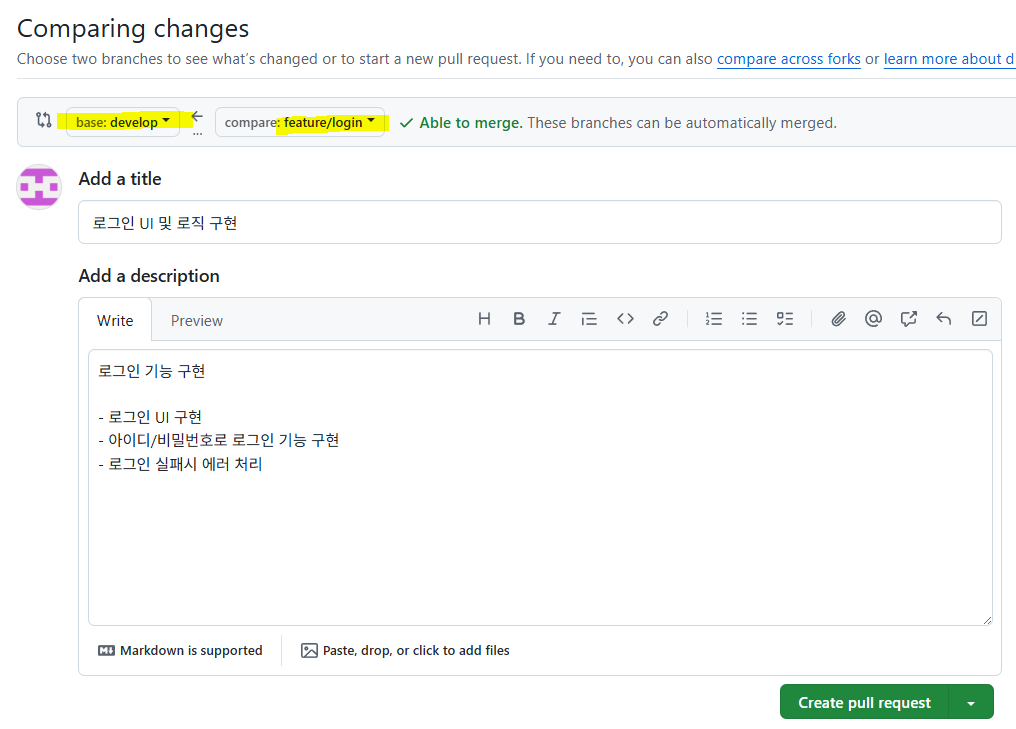 Comparing changes
Choose two branches to see what's changed or to start a new pull request. If you need to, you can also compare across forks or learn more about d
base: develop ... compare: feature/login Able to merge. These branches can be automatically merged.
Add a title
로그인 UI 및 로직 구현
Add a description
Write Preview
로그인 기능 구현
- 로그인 UI 구현
- 아이디/비밀번호로 로그인 기능 구현
- 로그인 실패시 에러 처리
Markdown is supported Paste, drop, or click to add files
Create pull request